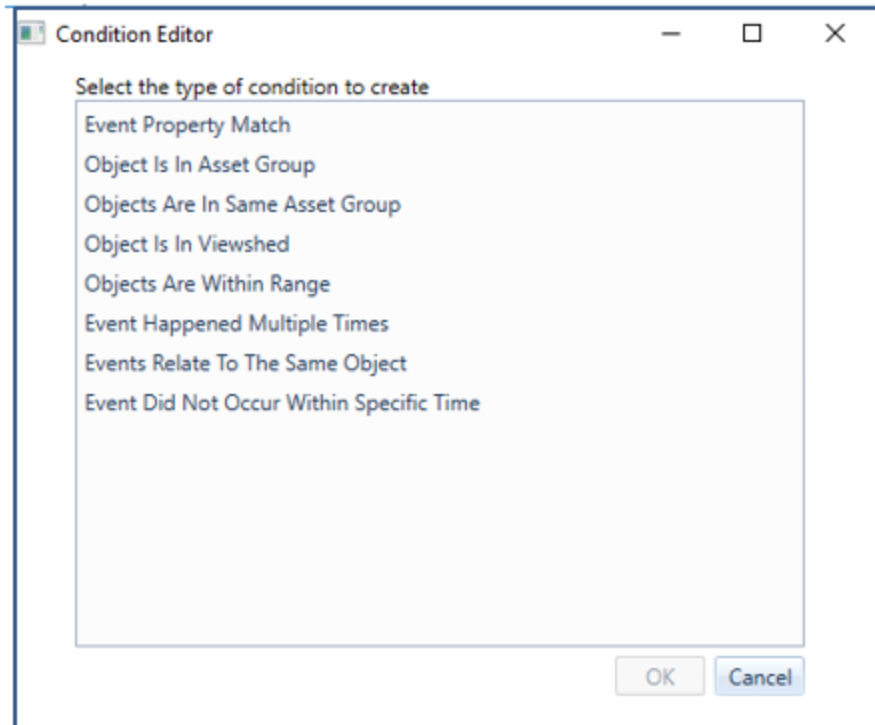 Condition Editor
Select the type of condition to create
Event Property Match
Object Is In Asset Group
Objects Are In Same Asset Group
Object Is In Viewshed
Objects Are Within Range
Event Happened Multiple Times
Events Relate To The Same Object
Event Did Not Occur Within Specific Time
OK Cancel